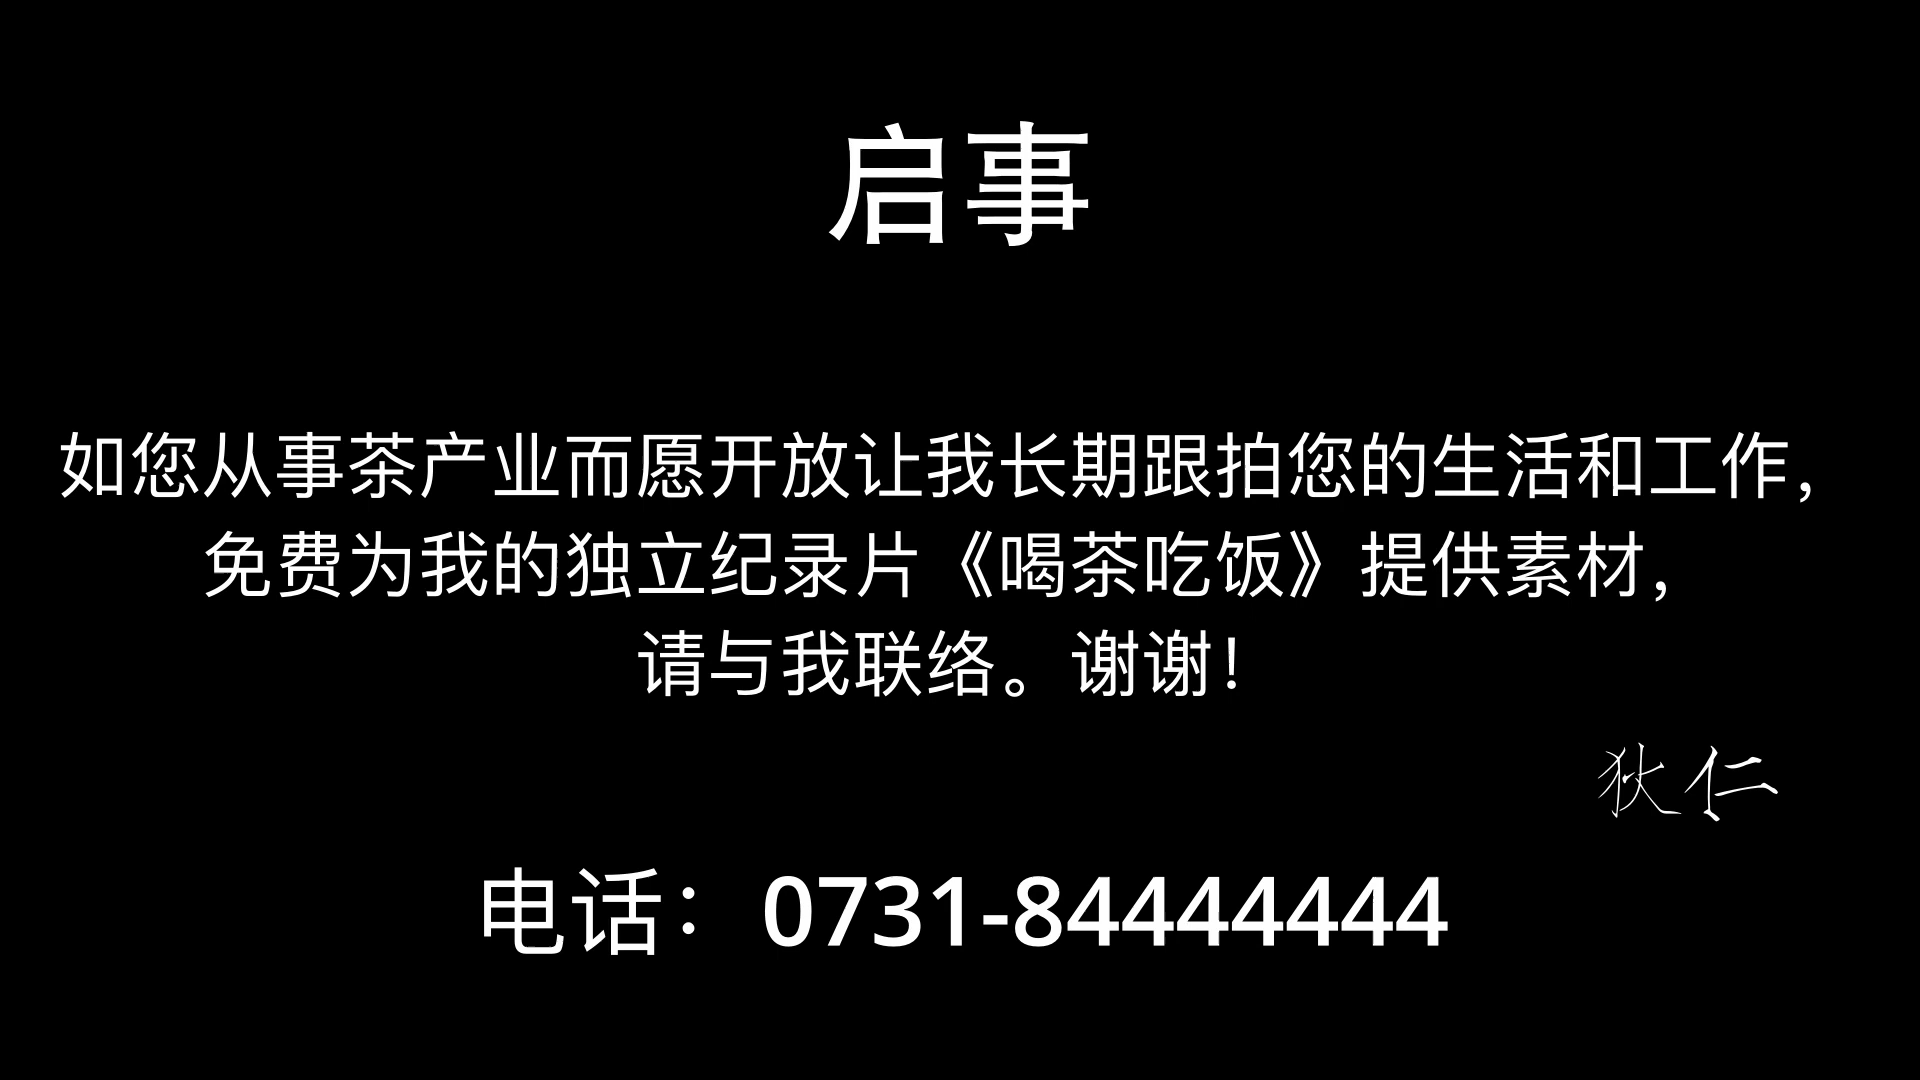 启事
如您从事茶产业而愿开放让我长期跟拍您的生活和工作，
免费为我的独立纪录片《喝茶吃饭》提供素材，
请与我联络。谢谢！
狄仁
电话：0731-84444444